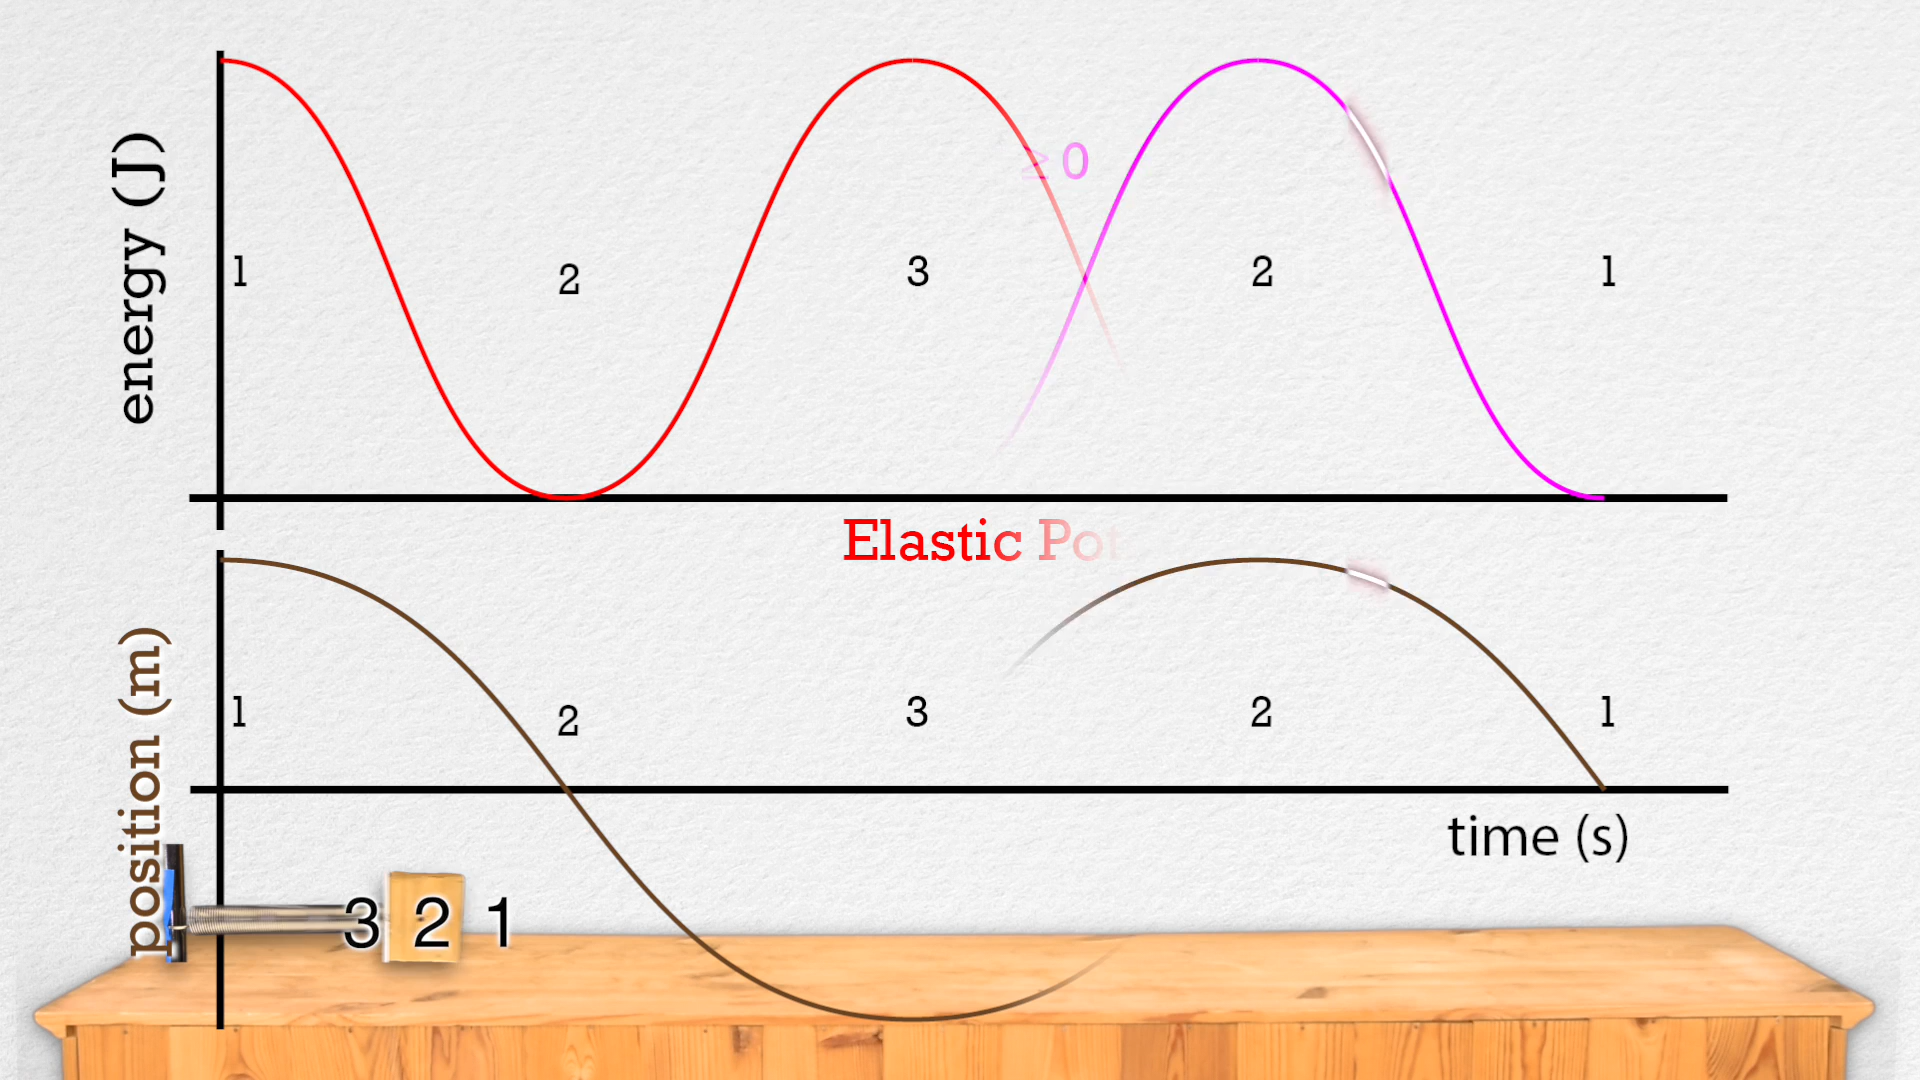 energy (J)
≥ 0
1 2 3 2 1
Elastic Pot
position (m)
1 2 3 2 1
time (s)
3 2 1